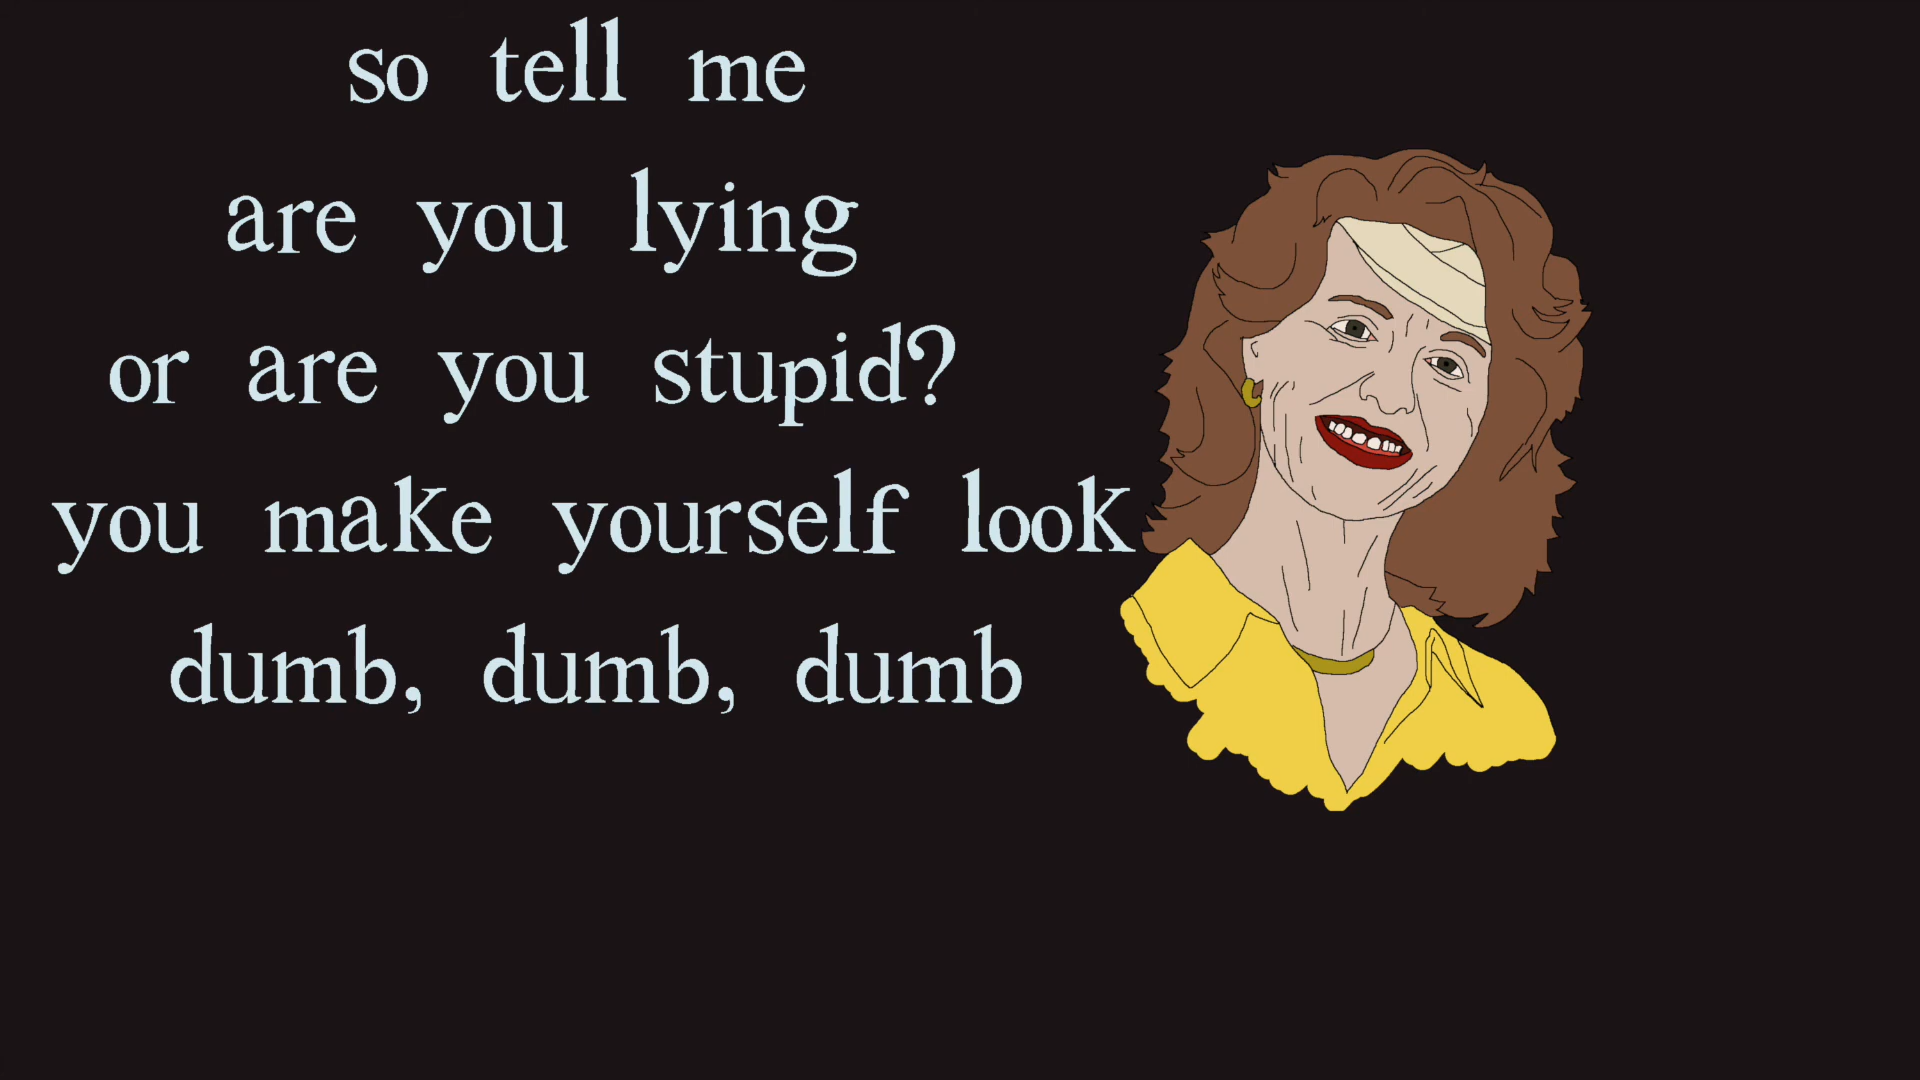 so tell me
are you lying
or are you stupid?
you make yourself look
dumb, dumb, dumb